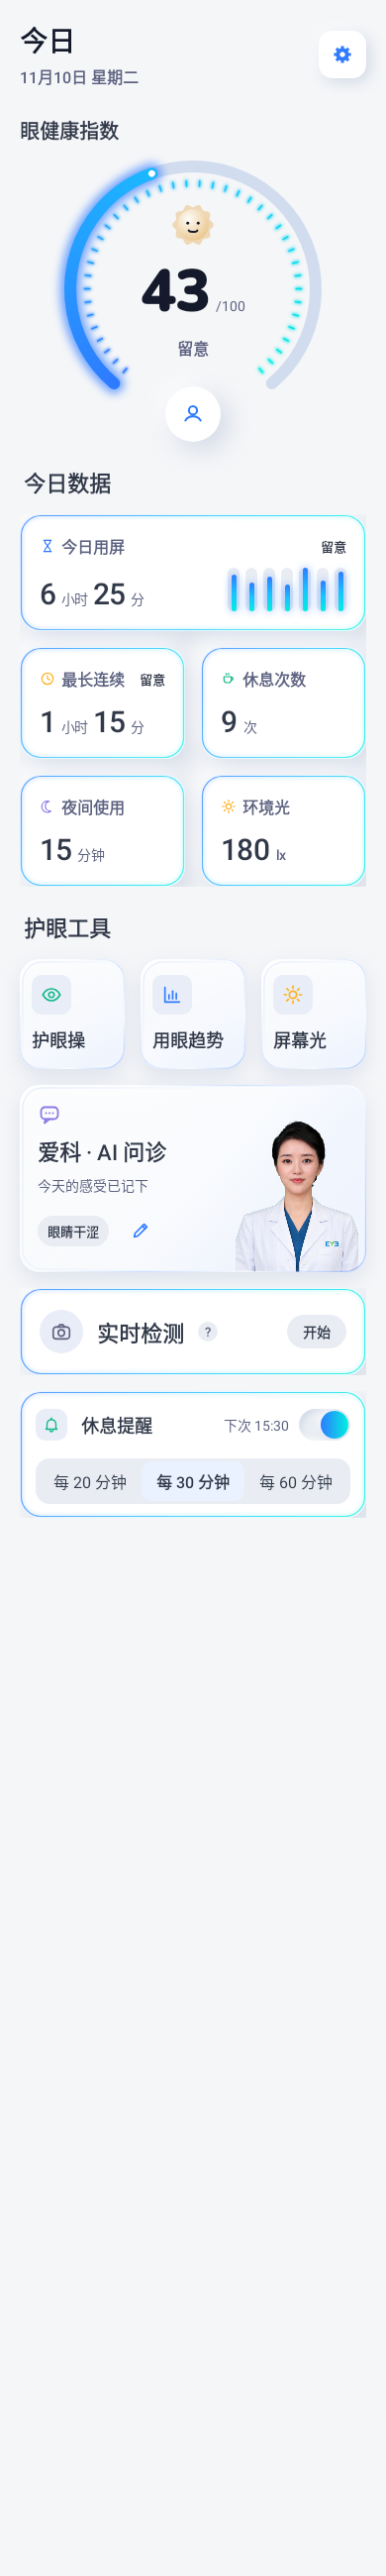 今日
11月10日 星期二
眼健康指数
43 /100
留意
今日数据
今日用屏 留意
6 小时 25 分
最长连续 留意
1 小时 15 分
休息次数
9 次
夜间使用
15 分钟
环境光
180 lx
护眼工具
护眼操
用眼趋势
屏幕光
爱科 · AI 问诊
今天的感受已记下
眼睛干涩
EYE
实时检测 ? 开始
休息提醒 下次 15:30
每 20 分钟 每 30 分钟 每 60 分钟